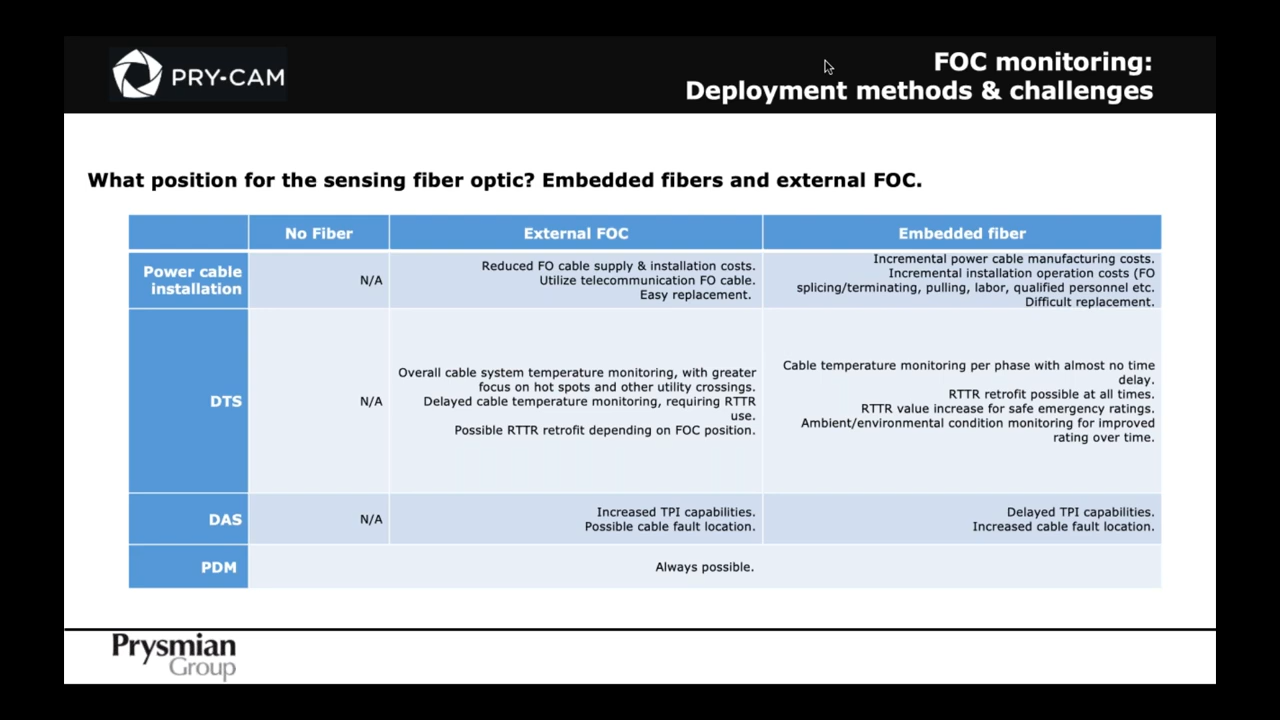 PRY-CAM
FOC monitoring:
Deployment methods & challenges
What position for the sensing fiber optic? Embedded fibers and external FOC.
No Fiber
External FOC
Embedded fiber
Power cable
installation
N/A
Reduced FO cable supply & installation costs.
Utilize telecommunication FO cable.
Easy replacement.
Incremental power cable manufacturing costs.
Incremental installation operation costs (FO
splicing/terminating, pulling, labor, qualified personnel etc.
Difficult replacement.
DTS
N/A
Overall cable system temperature monitoring, with greater
focus on hot spots and other utility crossings.
Delayed cable temperature monitoring, requiring RTTR
use.
Possible RTTR retrofit depending on FOC position.
Cable temperature monitoring per phase with almost no time
delay.
RTTR retrofit possible at all times.
RTTR value increase for safe emergency ratings.
Ambient/environmental condition monitoring for improved
rating over time.
DAS
N/A
Increased TPI capabilities.
Possible cable fault location.
Delayed TPI capabilities.
Increased cable fault location.
PDM
Always possible.
Prysmian
Group